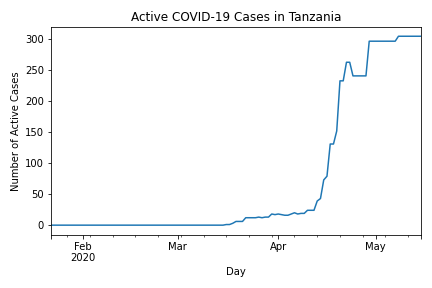 Active COVID-19 Cases in Tanzania
Number of Active Cases
300
250
200
150
100
50
0
Feb
2020
Mar
Apr
May
Day